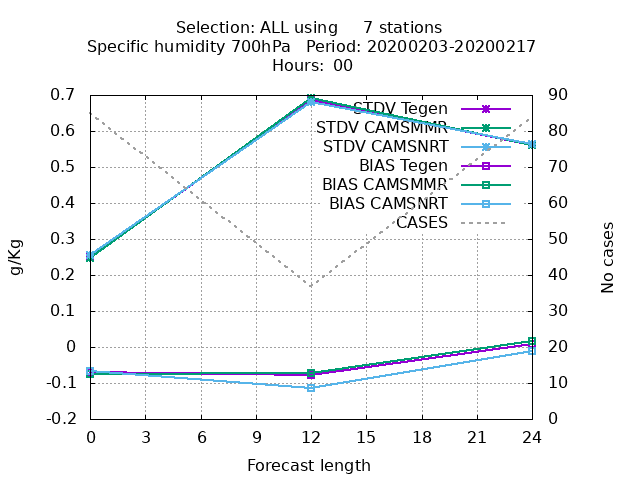 Selection: ALL using 7 stations
Specific humidity 700hPa Period: 20200203-20200217
Hours: 00
0.7
0.6
0.5
0.4
0.3
0.2
0.1
0
-0.1
-0.2
90
80
70
60
50
40
30
20
10
0
STDV Tegen
STDV CAMSMMR
STDV CAMSNRT
BIAS Tegen
BIAS CAMSMMR
BIAS CAMSNRT
CASES
g/Kg
No cases
0 3 6 9 12 15 18 21 24
Forecast length